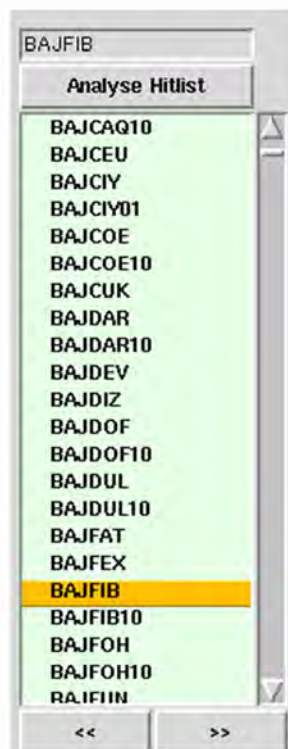 BAJFIB
Analyse Hitlist
BAJCAQ10
BAJCEU
BAJCIY
BAJCIY01
BAJCOE
BAJCOE10
BAJCUK
BAJDAR
BAJDAR10
BAJDEV
BAJDIZ
BAJDOF
BAJDOF10
BAJDUL
BAJDUL10
BAJFAT
BAJFEX
BAJFIB
BAJFIB10
BAJFOH
BAJFOH10
BAJFUN
<< >>